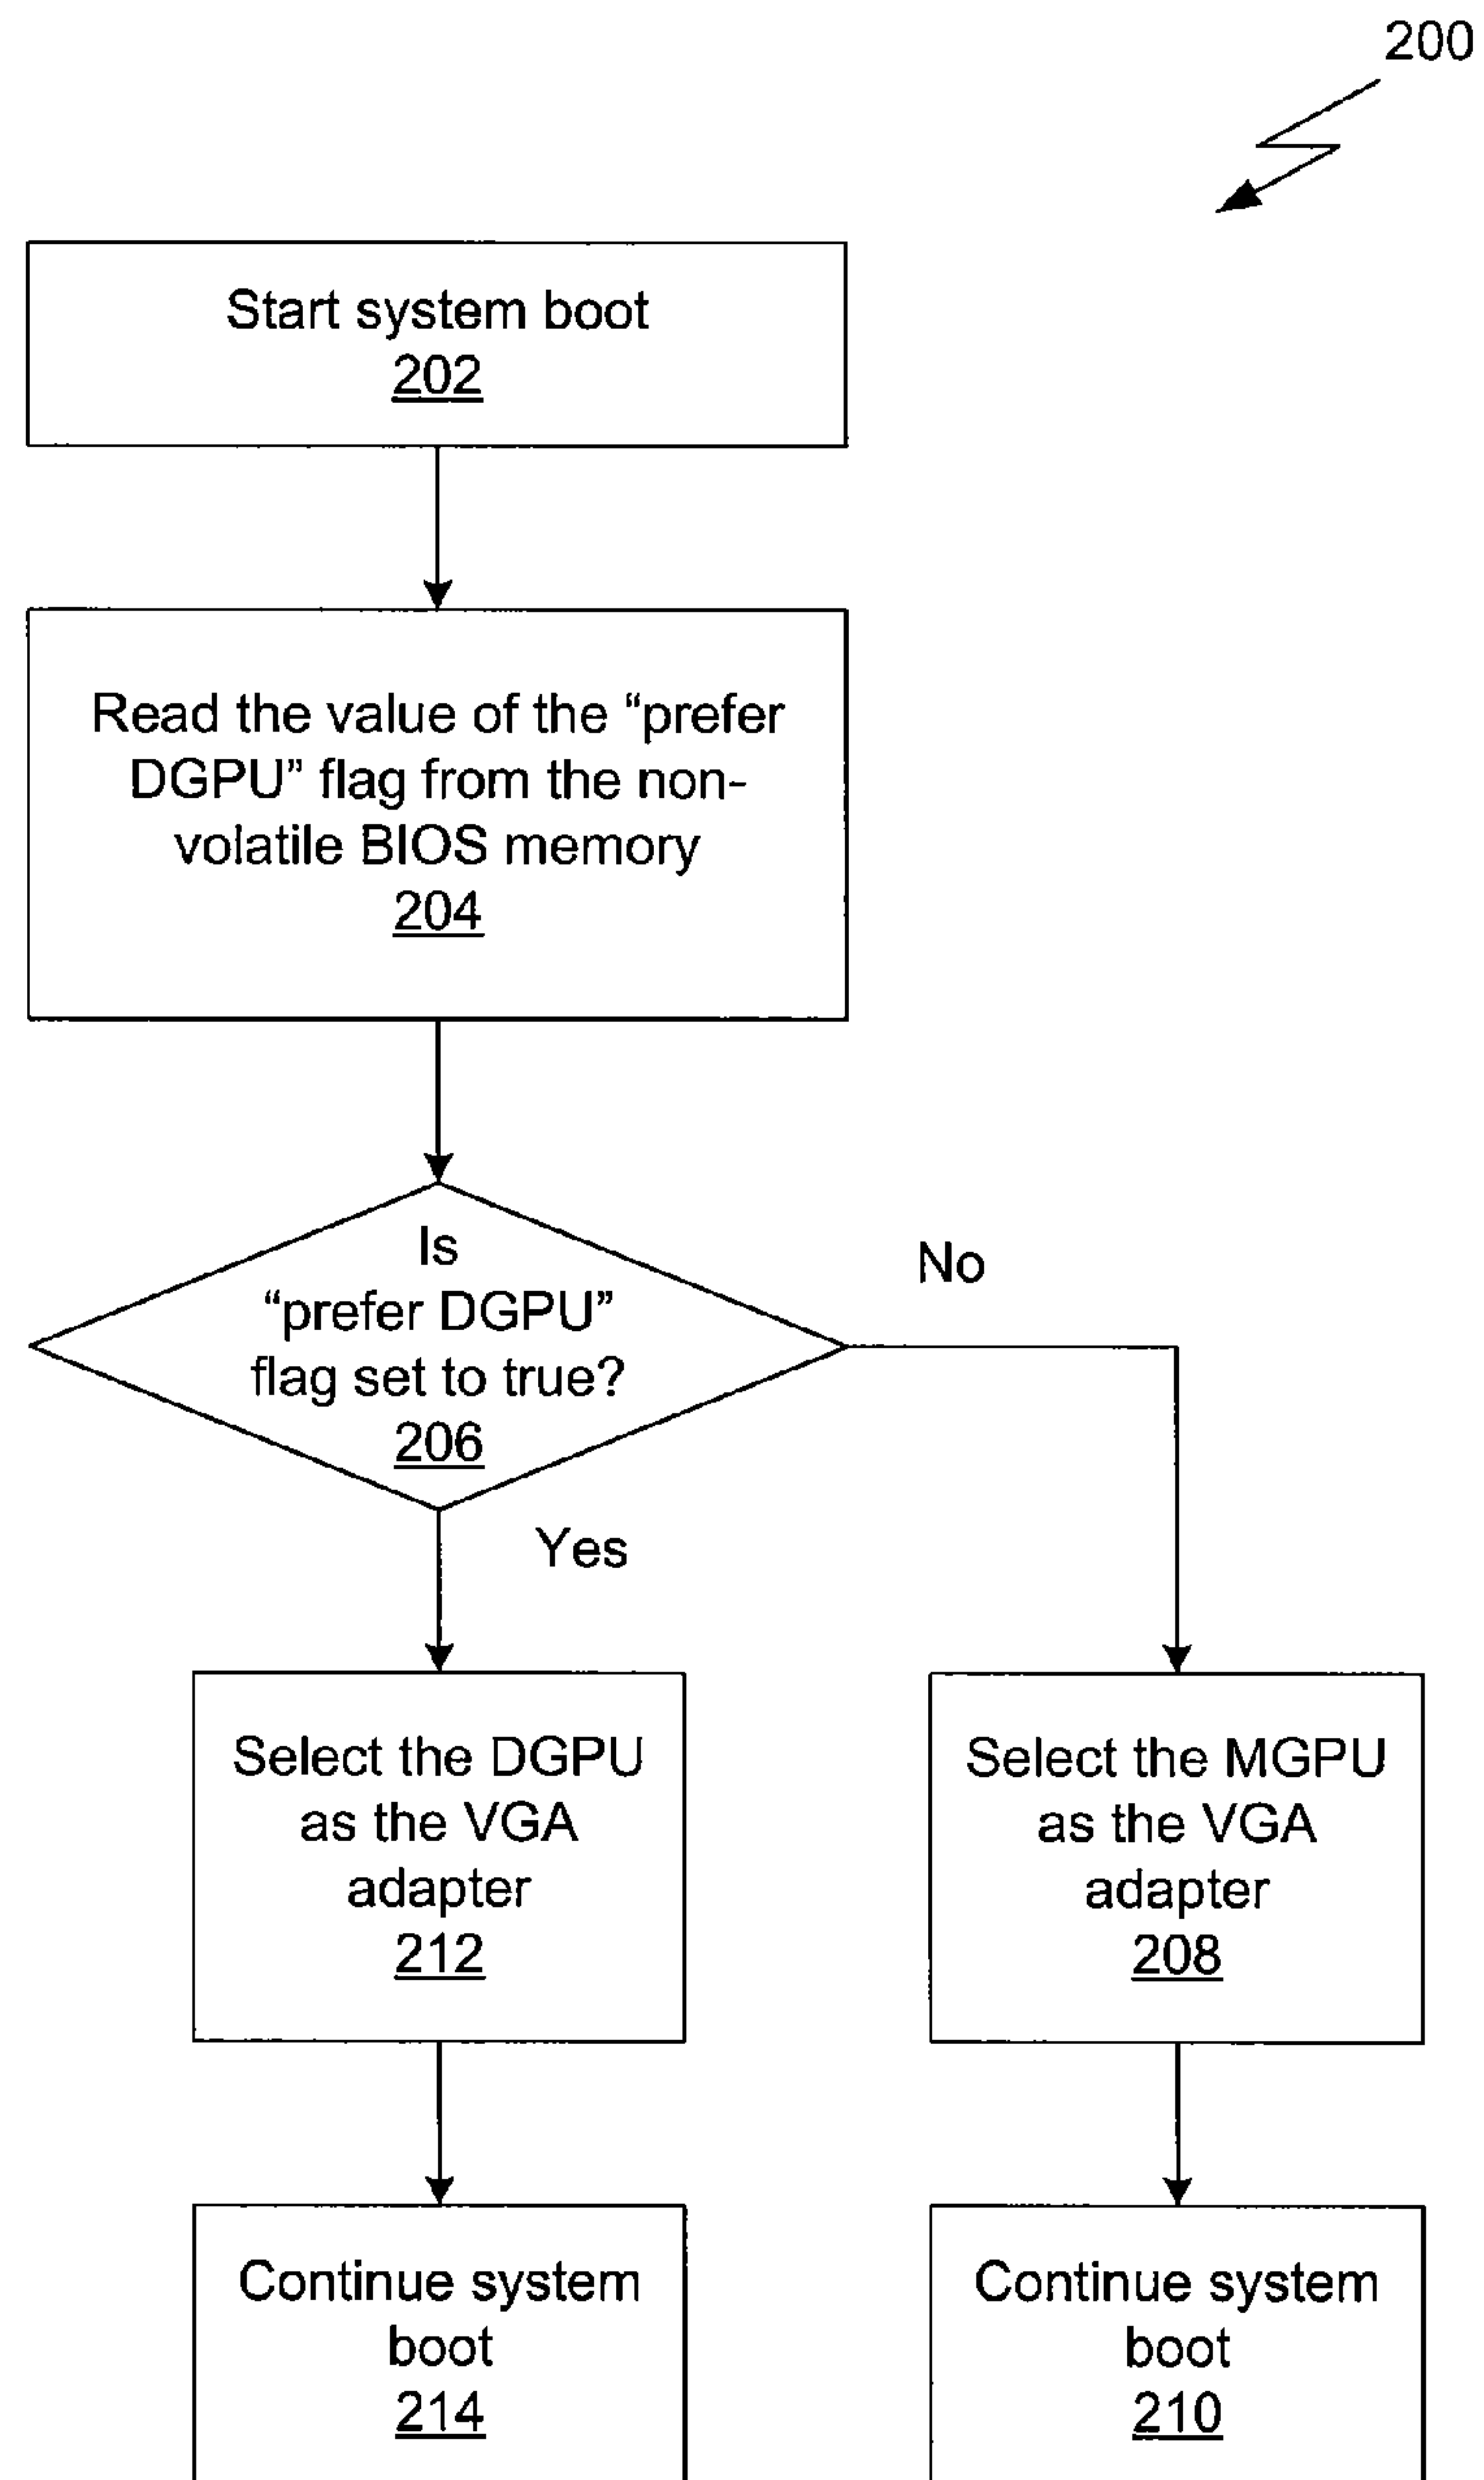 200
Start system boot
202
Read the value of the “prefer
DGPU” flag from the non-
volatile BIOS memory
204
Is
“prefer DGPU”
flag set to true?
206
No
Yes
Select the DGPU
as the VGA
adapter
212
Select the MGPU
as the VGA
adapter
208
Continue system
boot
214
Continue system
boot
210